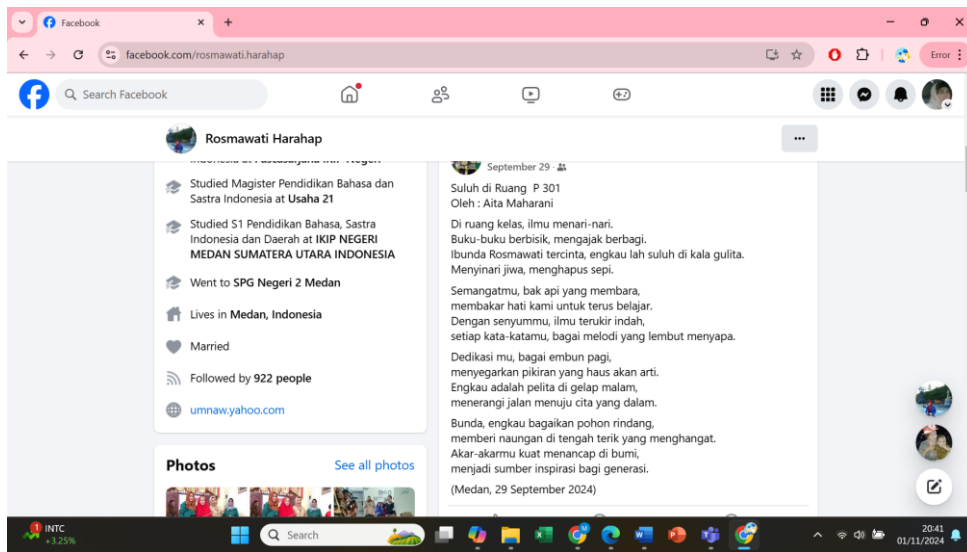 Facebook
facebook.com/rosmawati.harahap
Error
Search Facebook
Rosmawati Harahap
Studied Magister Pendidikan Bahasa dan
Sastra Indonesia at Usaha 21
Studied S1 Pendidikan Bahasa, Sastra
Indonesia dan Daerah at IKIP NEGERI
MEDAN SUMATERA UTARA INDONESIA
Went to SPG Negeri 2 Medan
Lives in Medan, Indonesia
Married
Followed by 922 people
umnaw.yahoo.com
Photos
See all photos
September 29 ·
Suluh di Ruang P 301
Oleh : Aita Maharani
Di ruang kelas, ilmu menari-nari.
Buku-buku berbisik, mengajak berbagi.
Ibunda Rosmawati tercinta, engkau lah suluh di kala gulita.
Menyinari jiwa, menghapus sepi.
Semangatmu, bak api yang membara,
membakar hati kami untuk terus belajar.
Dengan senyummu, ilmu terukir indah,
setiap kata-katamu, bagai melodi yang lembut menyapa.
Dedikasi mu, bagai embun pagi,
menyegarkan pikiran yang haus akan arti.
Engkau adalah pelita di gelap malam,
menerangi jalan menuju cita yang dalam.
Bunda, engkau bagaikan pohon rindang,
memberi naungan di tengah terik yang menghangat.
Akar-akarmu kuat menancap di bumi,
menjadi sumber inspirasi bagi generasi.
(Medan, 29 September 2024)
1
INTC
+3.25%
Search
20:41
01/11/2024